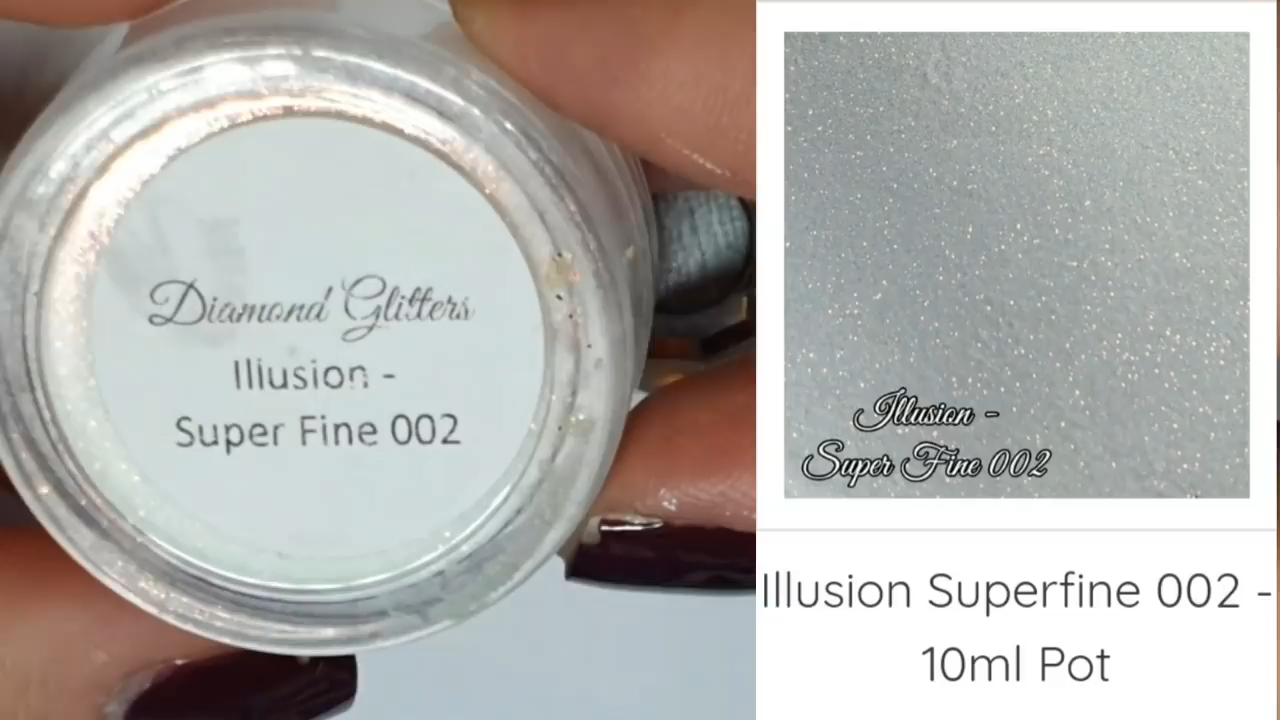 Diamond Glitters
Illusion -
Super Fine 002
Illusion -
Super Fine 002
Illusion Superfine 002 -
10ml Pot